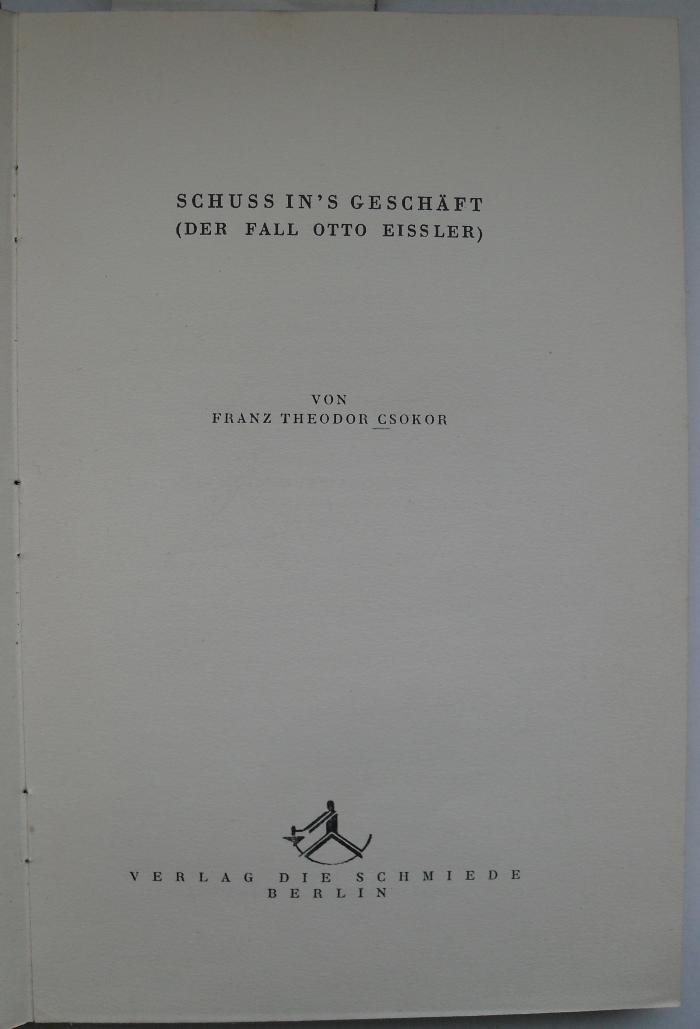 SCHUSS IN'S GESCHÄFT
(DER FALL OTTO EISSLER)
VON
FRANZ THEODOR CSOKOR
VERLAG DIE SCHMIEDE
BERLIN